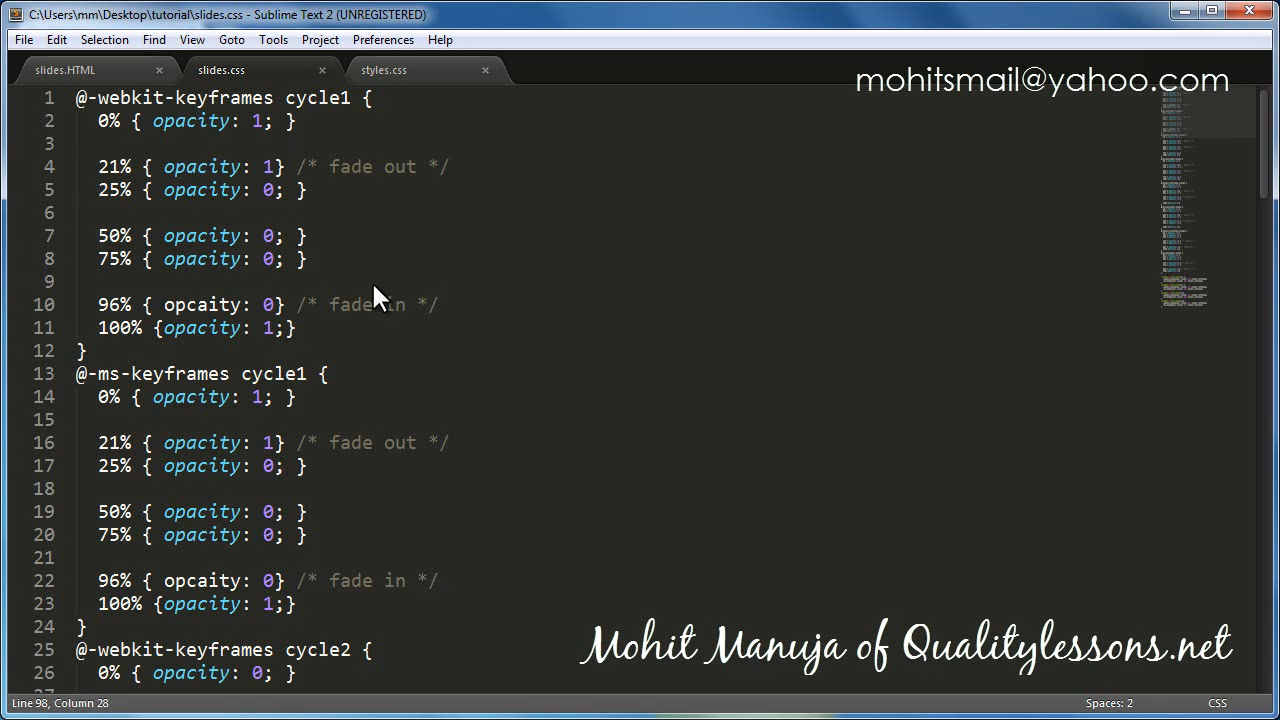 C:\Users\mm\Desktop\tutorial\slides.css - Sublime Text 2 (UNREGISTERED)
File Edit Selection Find View Goto Tools Project Preferences Help
slides.HTML × slides.css × styles.css ×
mohitsmail@yahoo.com
1 @-webkit-keyframes cycle1 {
2 0% { opacity: 1; }
3
4 21% { opacity: 1} /* fade out */
5 25% { opacity: 0; }
6
7 50% { opacity: 0; }
8 75% { opacity: 0; }
9
10 96% { opcaity: 0} /* fade in */
11 100% {opacity: 1;}
12 }
13 @-ms-keyframes cycle1 {
14 0% { opacity: 1; }
15
16 21% { opacity: 1} /* fade out */
17 25% { opacity: 0; }
18
19 50% { opacity: 0; }
20 75% { opacity: 0; }
21
22 96% { opcaity: 0} /* fade in */
23 100% {opacity: 1;}
24 }
25 @-webkit-keyframes cycle2 {
26 0% { opacity: 0; }
Mohit Manuja of Qualitylessons.net
Line 98, Column 28 Spaces: 2 CSS